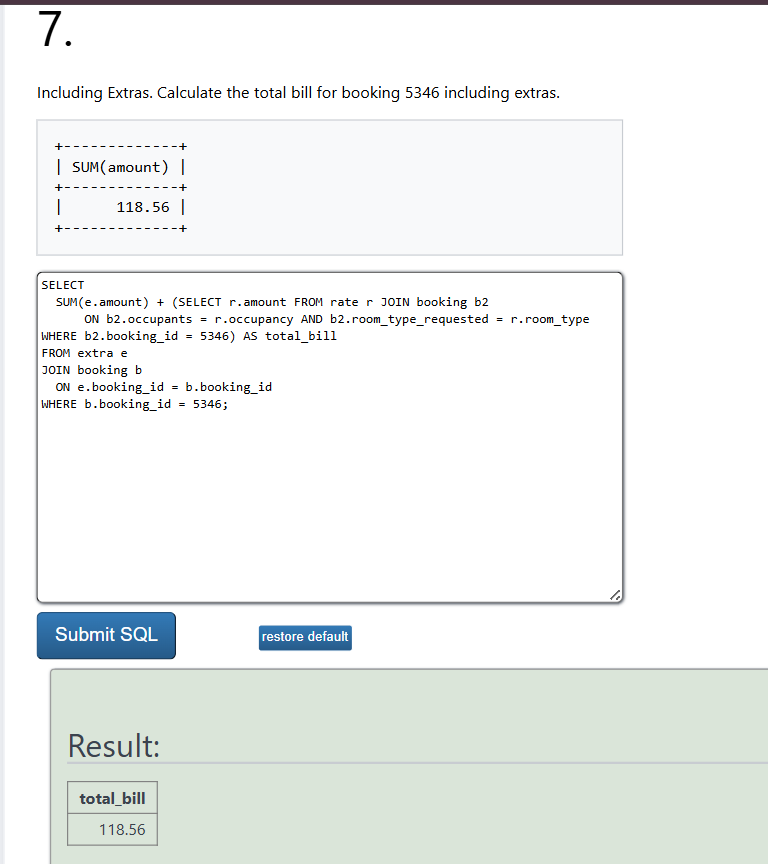 7.
Including Extras. Calculate the total bill for booking 5346 including extras.
+-------------+
| SUM(amount) |
+-------------+
|      118.56 |
+-------------+
SELECT
  SUM(e.amount) + (SELECT r.amount FROM rate r JOIN booking b2
      ON b2.occupants = r.occupancy AND b2.room_type_requested = r.room_type
WHERE b2.booking_id = 5346) AS total_bill
FROM extra e
JOIN booking b
  ON e.booking_id = b.booking_id
WHERE b.booking_id = 5346;
Submit SQL
restore default
Result:
total_bill
118.56